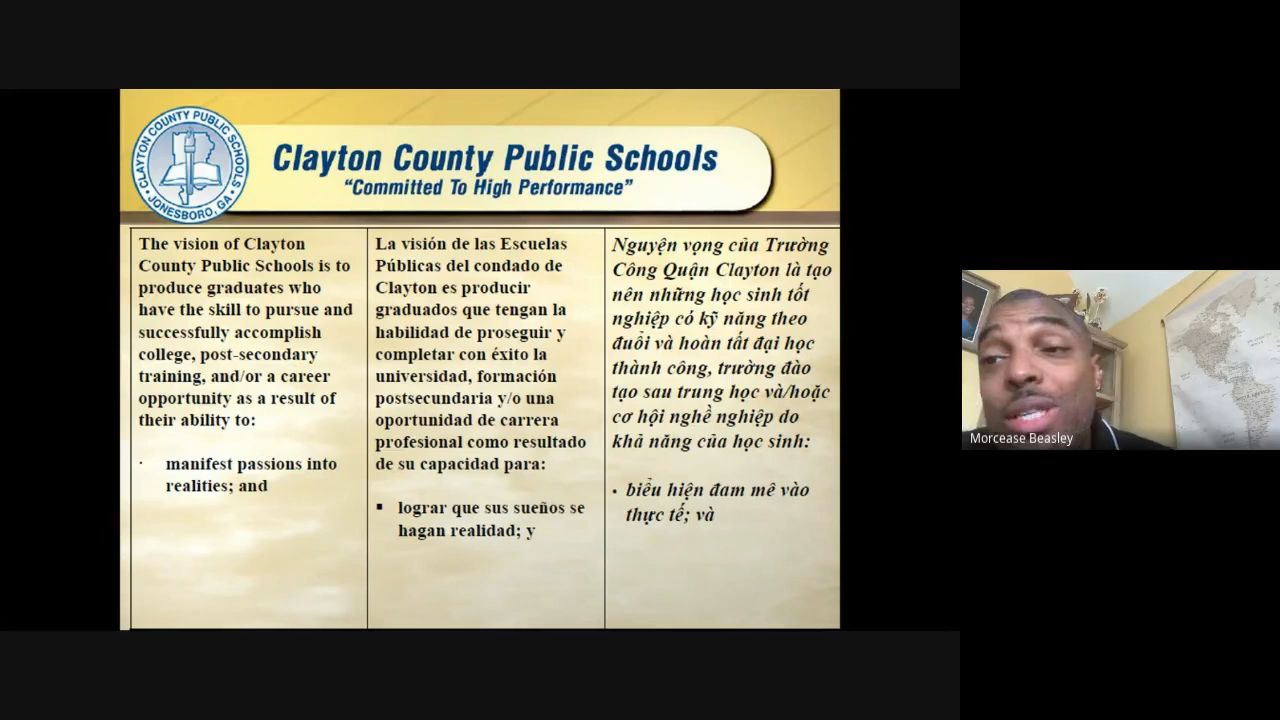 CLAYTON COUNTY PUBLIC SCHOOLS
JONESBORO, GA.
Clayton County Public Schools
“Committed To High Performance”
The vision of Clayton
County Public Schools is to
produce graduates who
have the skill to pursue and
successfully accomplish
college, post-secondary
training, and/or a career
opportunity as a result of
their ability to:
· manifest passions into
realities; and
La visión de las Escuelas
Públicas del condado de
Clayton es producir
graduados que tengan la
habilidad de proseguir y
completar con éxito la
universidad, formación
postsecundaria y/o una
oportunidad de carrera
profesional como resultado
de su capacidad para:
▪ lograr que sus sueños se
hagan realidad; y
Nguyện vọng của Trường
Công Quận Clayton là tạo
nên những học sinh tốt
nghiệp có kỹ năng theo
đuổi và hoàn tất đại học
thành công, trường đào
tạo sau trung học và/hoặc
cơ hội nghề nghiệp do
khả năng của học sinh:
• biểu hiện đam mê vào
thực tế; và
Morcease Beasley